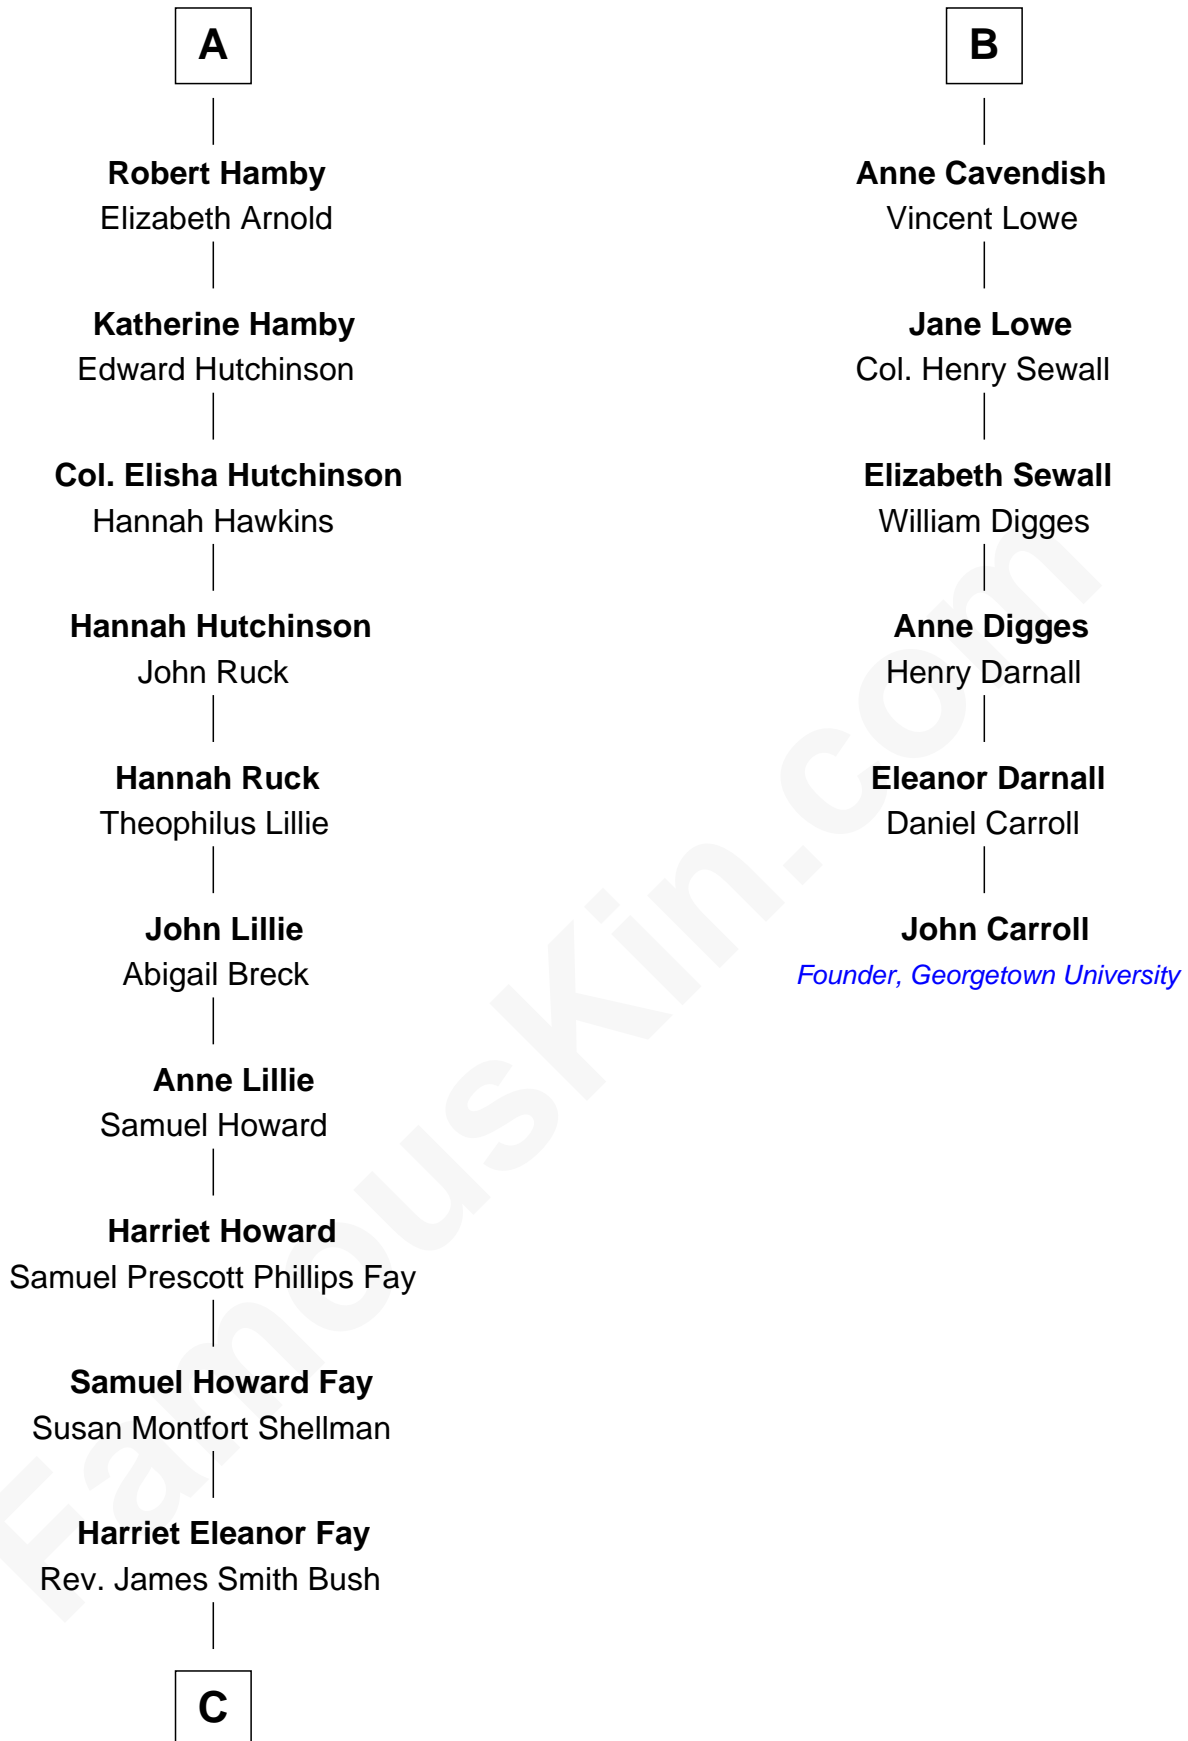 A
Robert Hamby
Elizabeth Arnold
Katherine Hamby
Edward Hutchinson
Col. Elisha Hutchinson
Hannah Hawkins
Hannah Hutchinson
John Ruck
Hannah Ruck
Theophilus Lillie
John Lillie
Abigail Breck
Anne Lillie
Samuel Howard
Harriet Howard
Samuel Prescott Phillips Fay
Samuel Howard Fay
Susan Montfort Shellman
Harriet Eleanor Fay
Rev. James Smith Bush
C
B
Anne Cavendish
Vincent Lowe
Jane Lowe
Col. Henry Sewall
Elizabeth Sewall
William Digges
Anne Digges
Henry Darnall
Eleanor Darnall
Daniel Carroll
John Carroll
Founder, Georgetown University
FamousKin.com